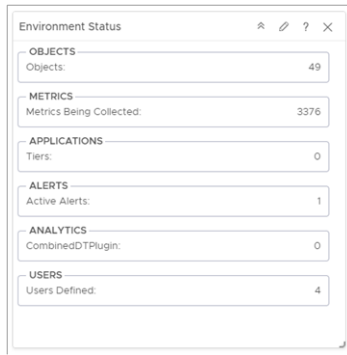 Environment Status
?
OBJECTS
Objects: 49
METRICS
Metrics Being Collected: 3376
APPLICATIONS
Tiers: 0
ALERTS
Active Alerts: 1
ANALYTICS
CombinedDTPlugin: 0
USERS
Users Defined: 4